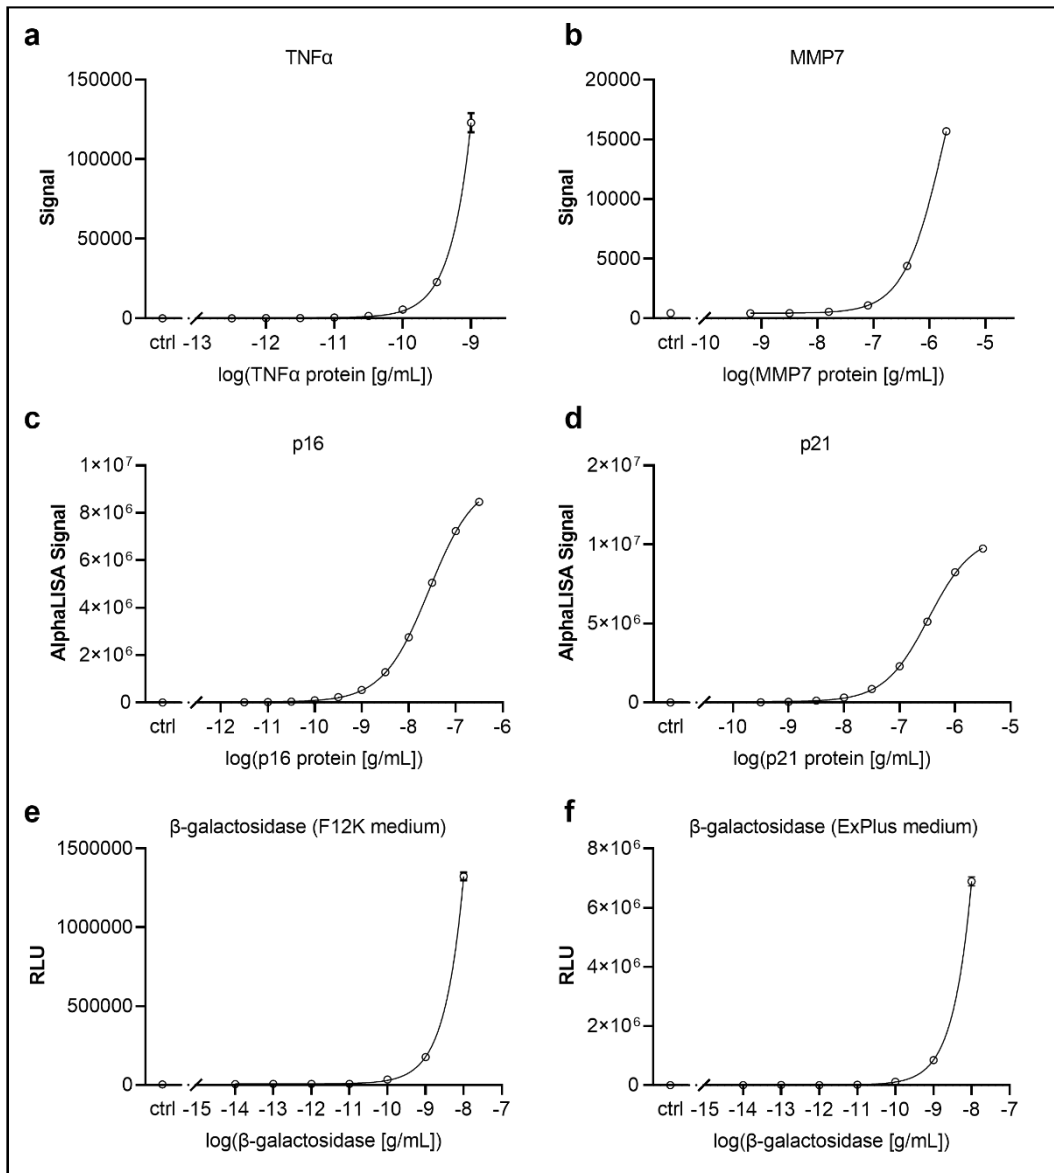 a
TNFα
150000
100000
50000
0
Signal
ctrl -13 -12 -11 -10 -9
log(TNFα protein [g/mL])
b
MMP7
20000
15000
10000
5000
0
Signal
ctrl -10 -9 -8 -7 -6 -5
log(MMP7 protein [g/mL])
c
p16
1×10⁷
8×10⁶
6×10⁶
4×10⁶
2×10⁶
0
AlphaLISA Signal
ctrl -12 -11 -10 -9 -8 -7 -6
log(p16 protein [g/mL])
d
p21
2×10⁷
1×10⁷
5×10⁶
0
AlphaLISA Signal
ctrl -10 -9 -8 -7 -6 -5
log(p21 protein [g/mL])
e
β-galactosidase (F12K medium)
1500000
1000000
500000
0
RLU
ctrl -15 -14 -13 -12 -11 -10 -9 -8 -7
log(β-galactosidase [g/mL])
f
β-galactosidase (ExPlus medium)
8×10⁶
6×10⁶
4×10⁶
2×10⁶
0
RLU
ctrl -15 -14 -13 -12 -11 -10 -9 -8 -7
log(β-galactosidase [g/mL])